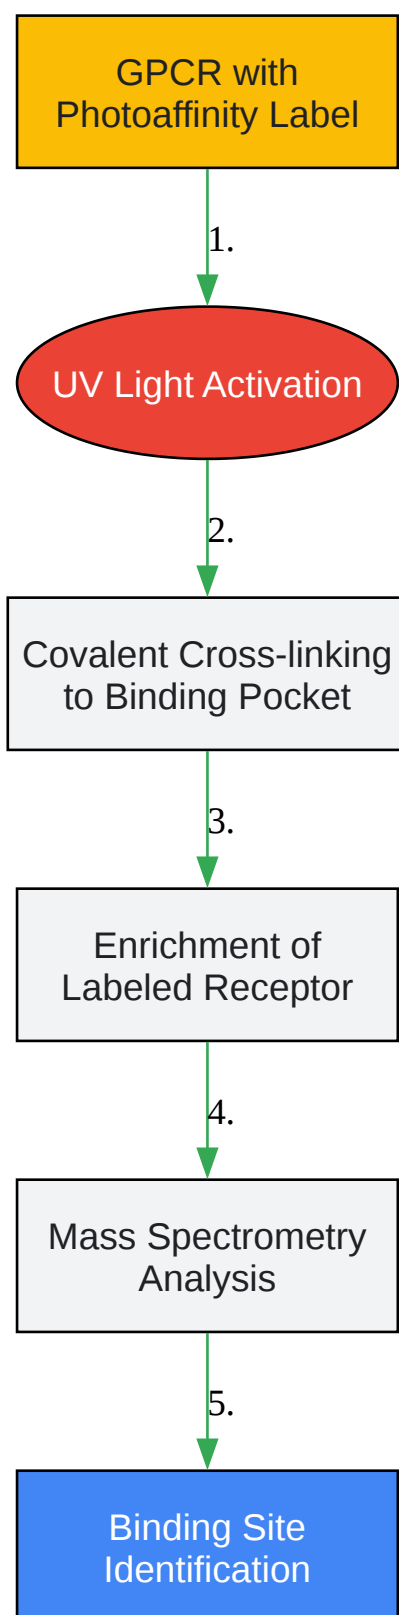 GPCR with
Photoaffinity Label
1.
UV Light Activation
2.
Covalent Cross-linking
to Binding Pocket
3.
Enrichment of
Labeled Receptor
4.
Mass Spectrometry
Analysis
5.
Binding Site
Identification